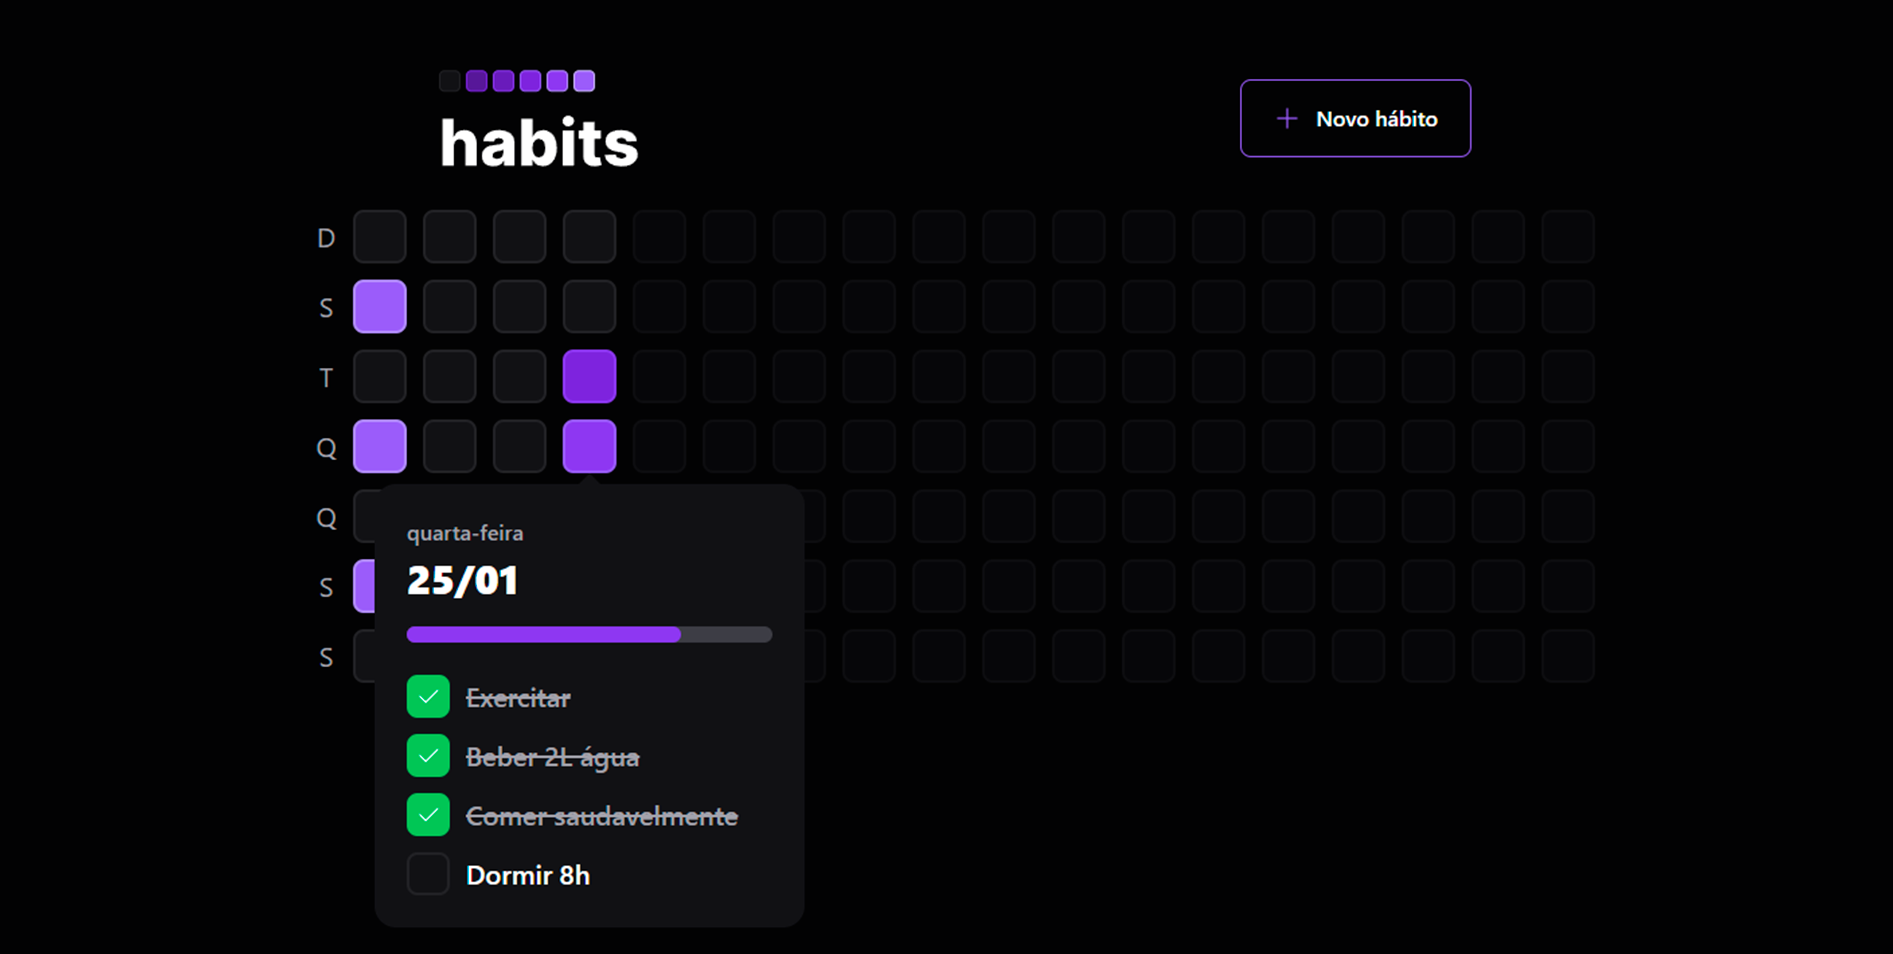 habits
Novo hábito
D
S
T
Q
Q
S
S
quarta-feira
25/01
Exercitar
Beber 2L água
Comer saudavelmente
Dormir 8h